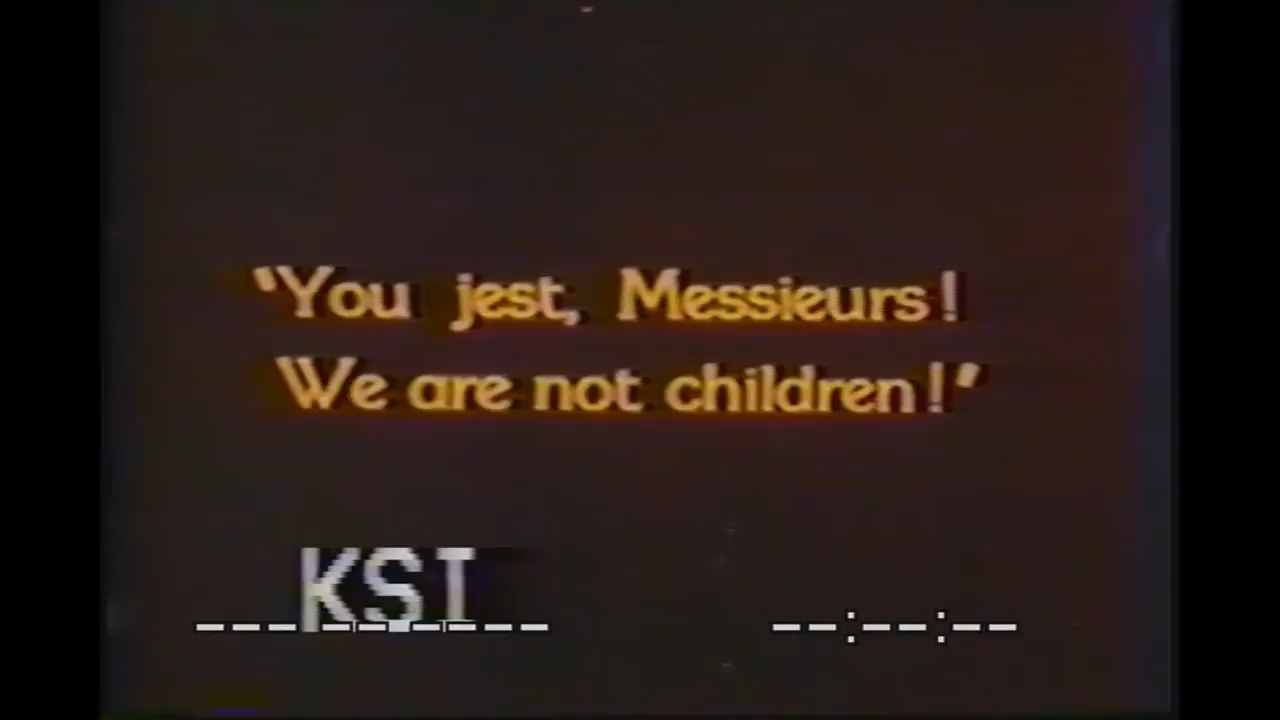 'You jest, Messieurs!
We are not children!'
KSI
--- -- -- --:--:--